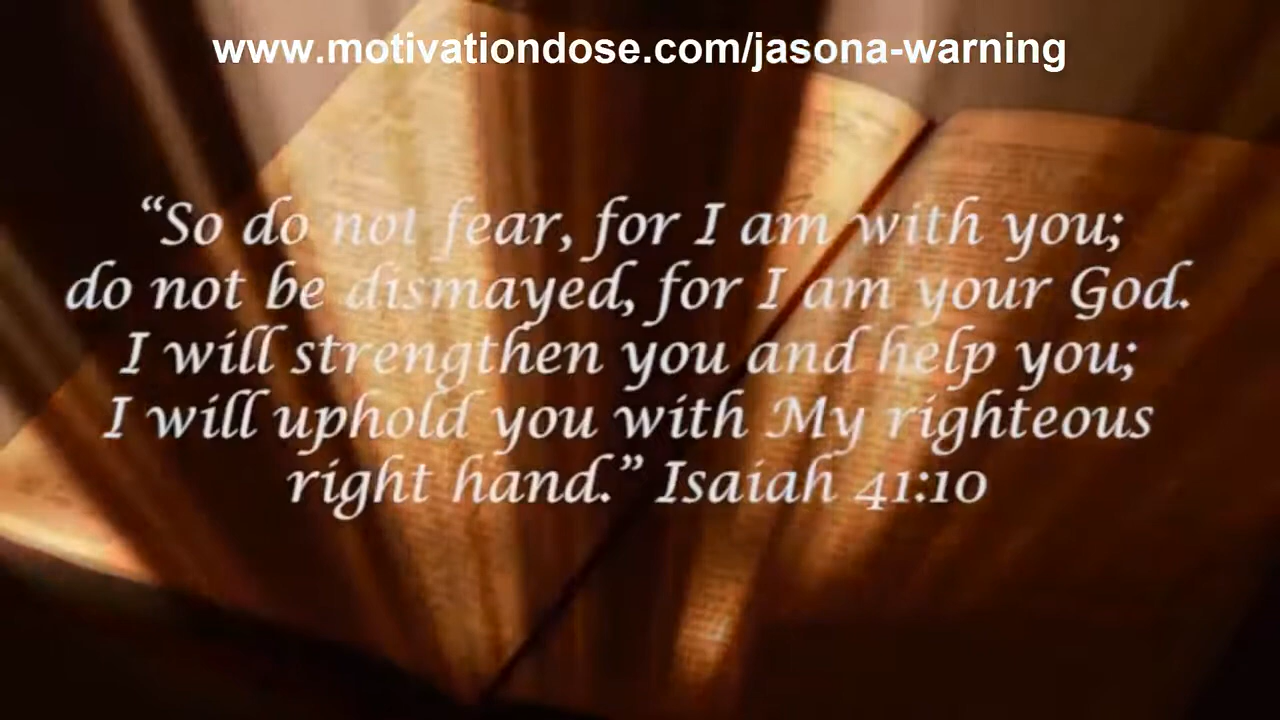 www.motivationdose.com/jasona-warning
“So do not fear, for I am with you;
do not be dismayed, for I am your God.
I will strengthen you and help you;
I will uphold you with My righteous
right hand.” Isaiah 41:10